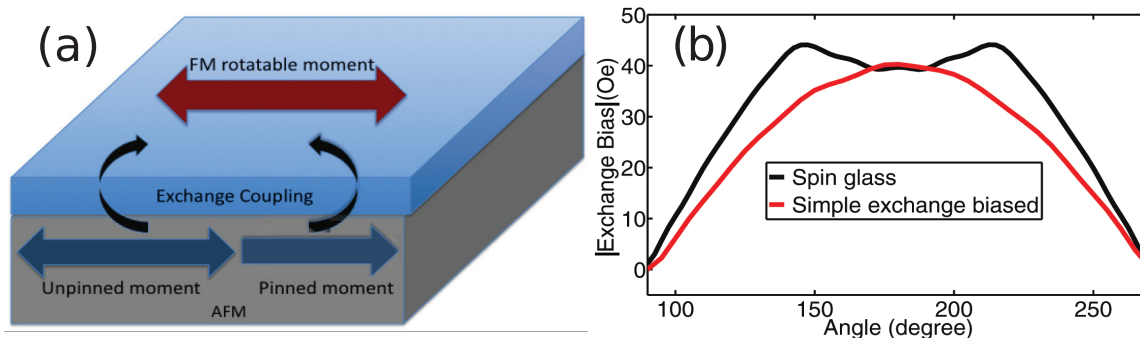 (a)
FM rotatable moment
Exchange Coupling
Unpinned moment
Pinned moment
AFM
(b)
|Exchange Bias|(Oe)
50
40
30
20
10
0
Spin glass
Simple exchange biased
100
150
200
250
Angle (degree)